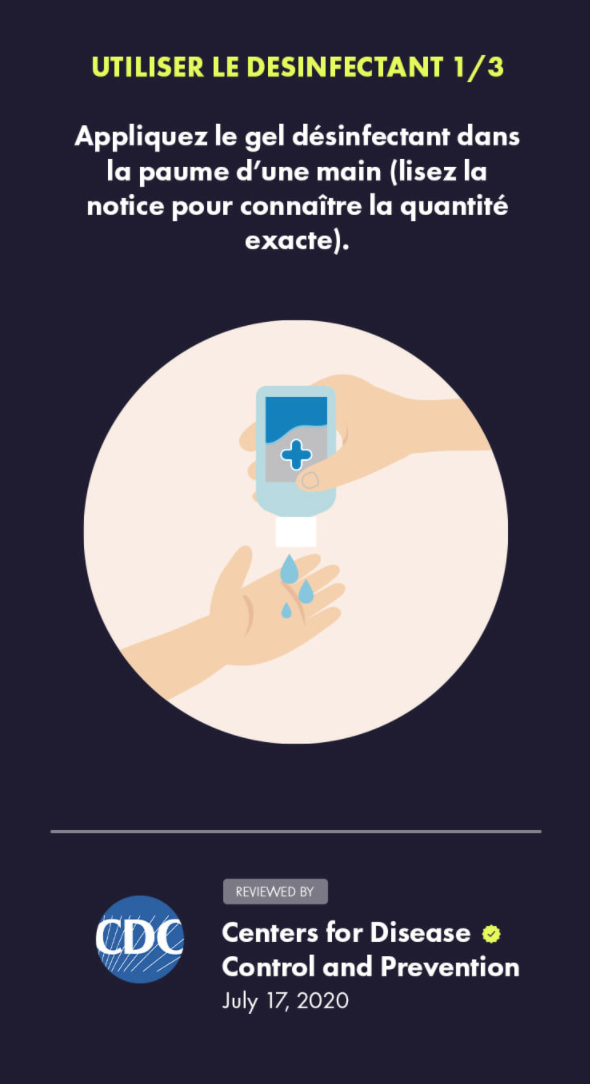 UTILISER LE DESINFECTANT 1/3
Appliquez le gel désinfectant dans
la paume d’une main (lisez la
notice pour connaître la quantité
exacte).
REVIEWED BY
CDC
Centers for Disease
Control and Prevention
July 17, 2020